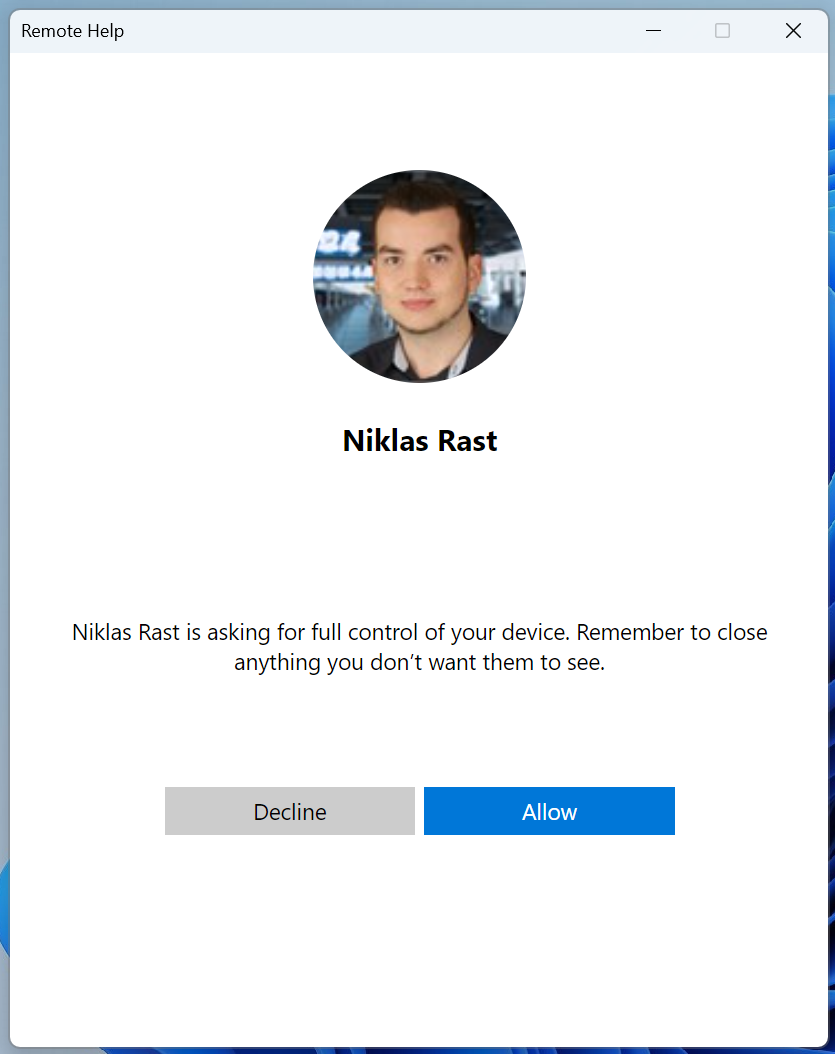 Remote Help
Niklas Rast
Niklas Rast is asking for full control of your device. Remember to close
anything you don’t want them to see.
Decline
Allow